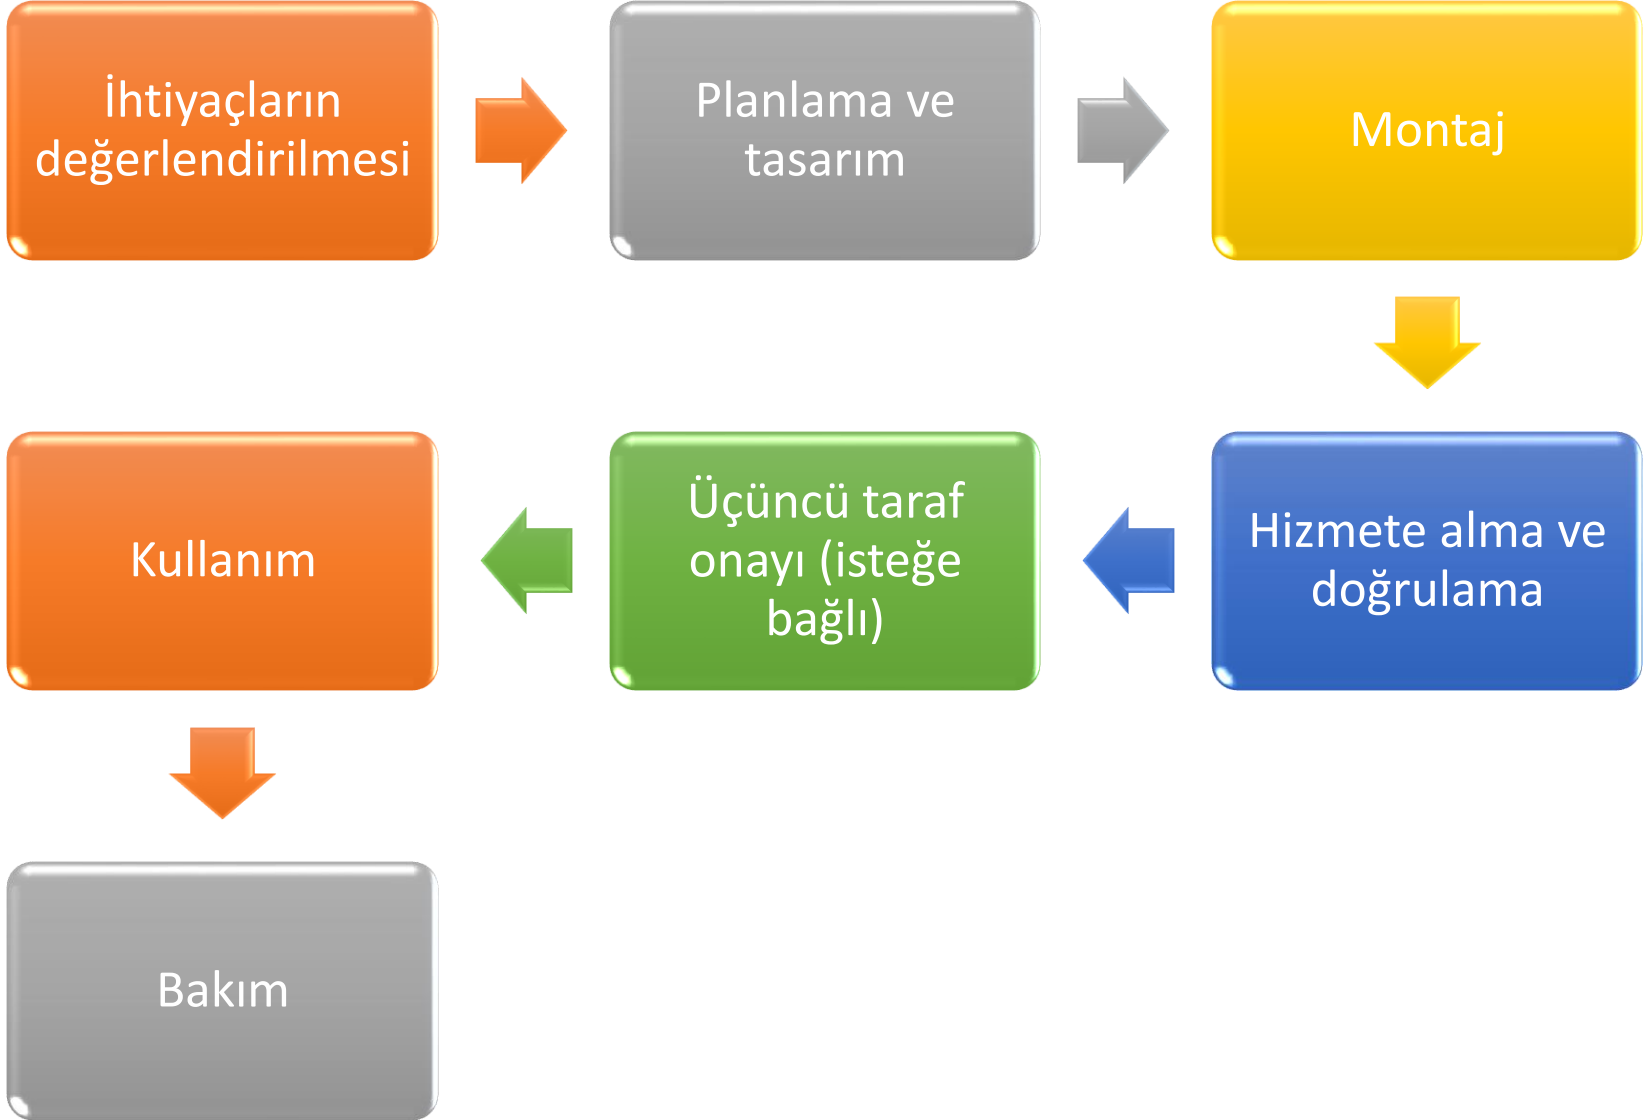 İhtiyaçların
değerlendirilmesi
Planlama ve
tasarım
Montaj
Hizmete alma ve
doğrulama
Üçüncü taraf
onayı (isteğe
bağlı)
Kullanım
Bakım